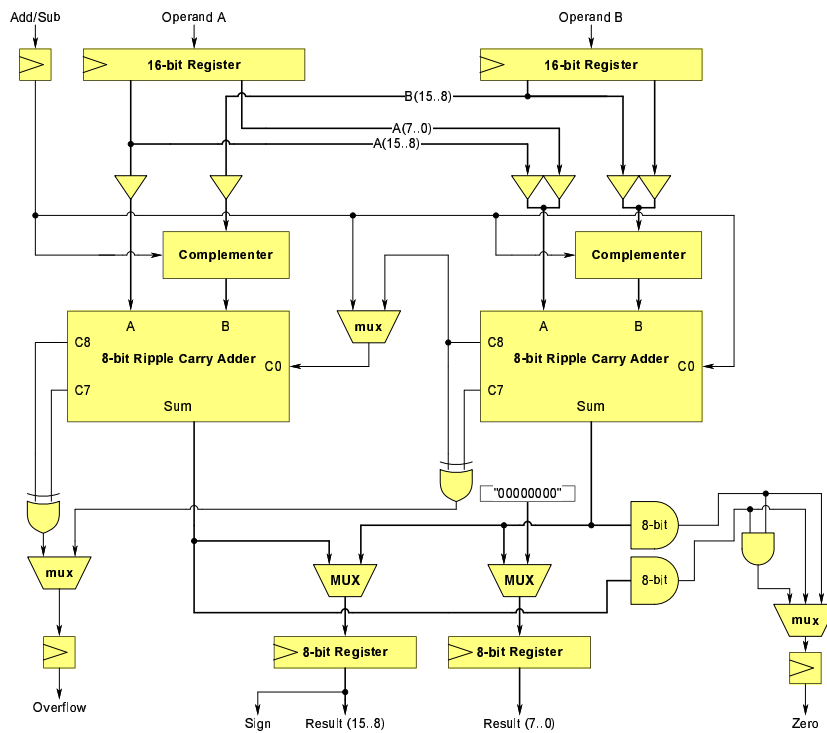 Add/Sub
Operand A
Operand B
16-bit Register
16-bit Register
B(15..8)
A(7..0)
A(15..8)
Complementer
Complementer
A
B
mux
A
B
C8
8-bit Ripple Carry Adder
C0
C8
8-bit Ripple Carry Adder
C0
C7
C7
Sum
Sum
"00000000"
8-bit
mux
MUX
MUX
8-bit
mux
8-bit Register
8-bit Register
Overflow
Sign
Result (15..8)
Result (7..0)
Zero